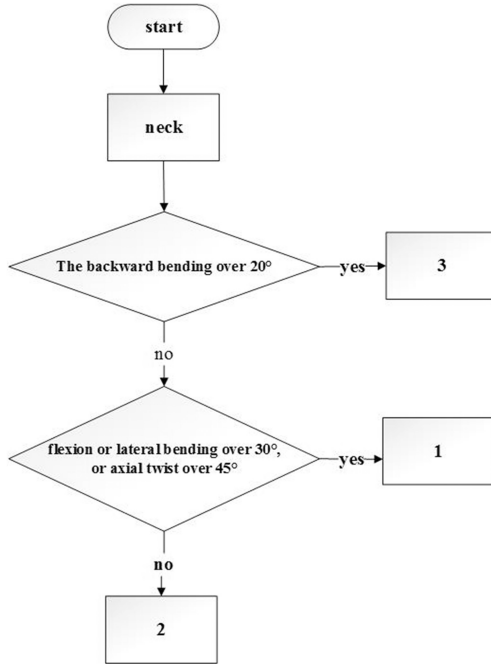 start
neck
The backward bending over 20°
yes
3
no
flexion or lateral bending over 30°,
or axial twist over 45°
yes
1
no
2